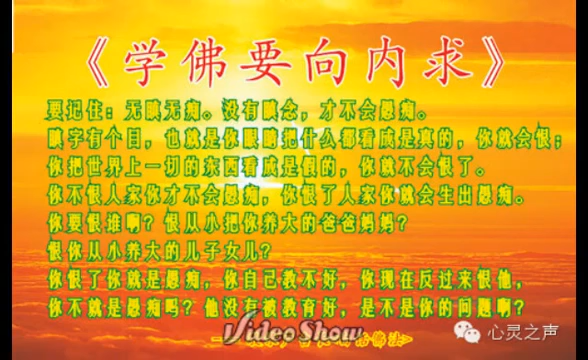 《学佛要向内求》
要记住：无瞋无痴。没有瞋念，才不会愚痴。
瞋字有个目，也就是你眼睛把什么都看成是真的，你就会恨；
你把世界上一切的东西看成是假的，你就不会恨了。
你不恨人家你才不会愚痴，你恨了人家你就会生出愚痴。
你要恨谁啊？恨从小把你养大的爸爸妈妈？
恨你从小养大的儿子女儿？
你恨了你就是愚痴，你自己教不好，你现在反过来恨他，
你不就是愚痴吗？他没有被教育好，是不是你的问题啊？
VideoShow
话佛法>
心灵之声